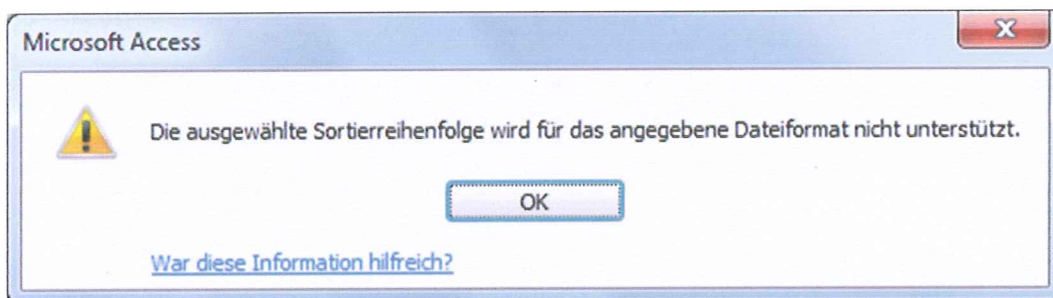 Microsoft Access
Die ausgewählte Sortierreihenfolge wird für das angegebene Dateiformat nicht unterstützt.
OK
War diese Information hilfreich?